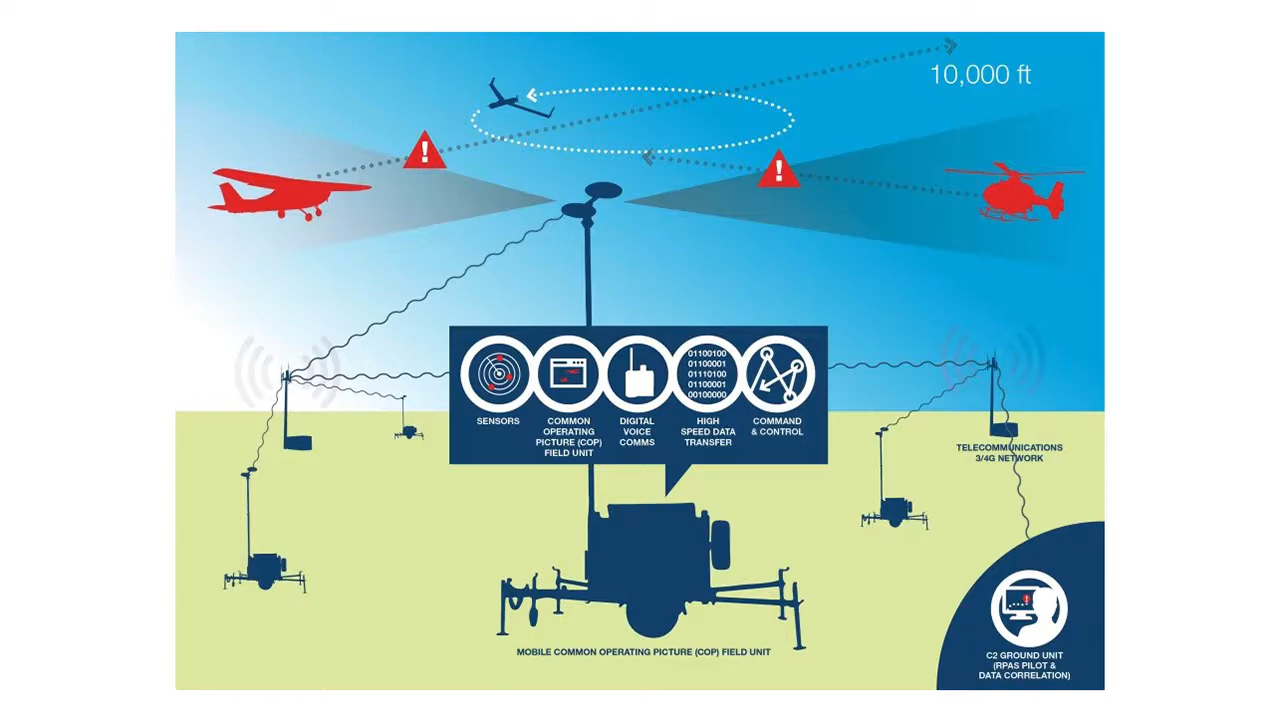 10,000 ft
!
!
01100100
01100001
01110100
01100001
00100000
SENSORS
COMMON
OPERATING
PICTURE (COP)
FIELD UNIT
DIGITAL
VOICE
COMMS
HIGH
SPEED DATA
TRANSFER
COMMAND
& CONTROL
TELECOMMUNICATIONS
3/4G NETWORK
MOBILE COMMON OPERATING PICTURE (COP) FIELD UNIT
!
C2 GROUND UNIT
(RPAS PILOT &
DATA CORRELATION)